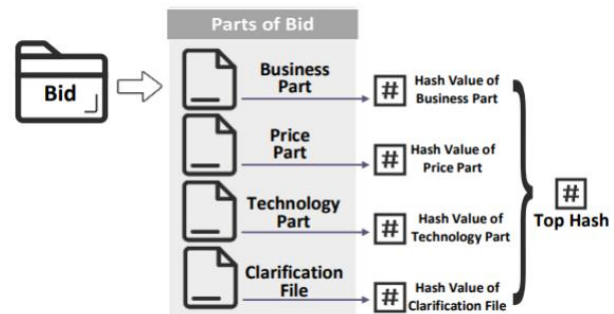 Parts of Bid
Bid
Business
Part
#
Hash Value of
Business Part
Price
Part
#
Hash Value of
Price Part
Technology
Part
#
Hash Value of
Technology Part
Clarification
File
#
Hash Value of
Clarification File
#
Top Hash